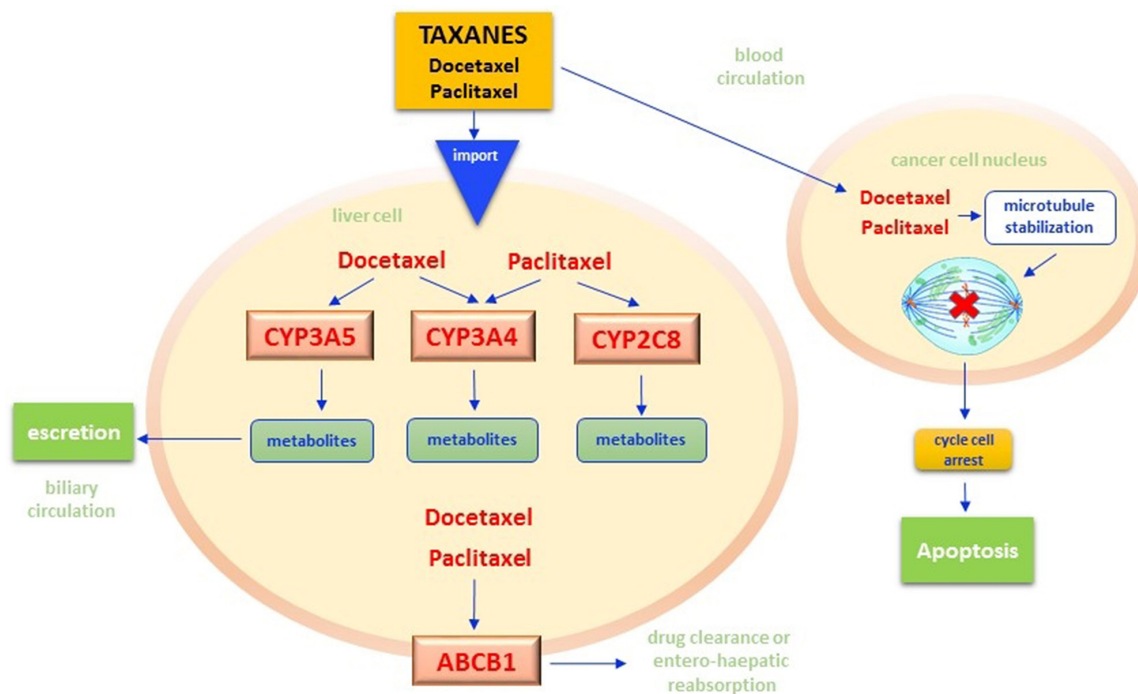 TAXANES
Docetaxel
Paclitaxel
blood
circulation
import
cancer cell nucleus
Docetaxel
Paclitaxel
microtubule
stabilization
liver cell
Docetaxel
Paclitaxel
CYP3A5
CYP3A4
CYP2C8
escretion
metabolites
metabolites
metabolites
cycle cell
arrest
biliary
circulation
Docetaxel
Paclitaxel
Apoptosis
ABCB1
drug clearance or
entero-haepatic
reabsorption